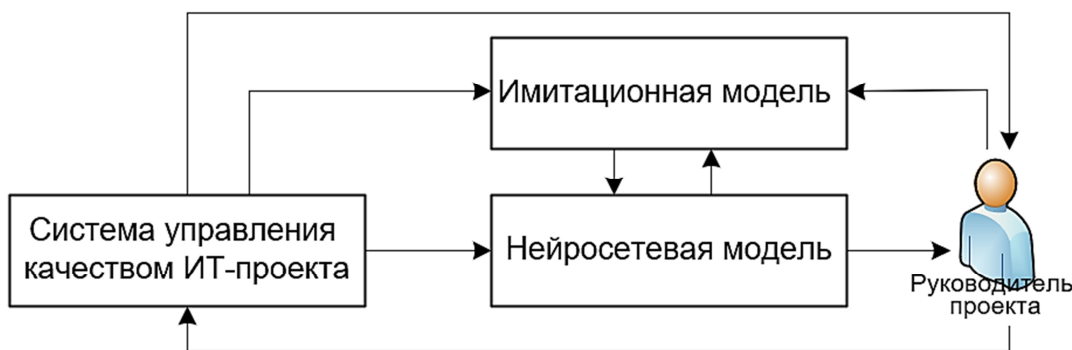 Имитационная модель
Система управления
качеством ИТ-проекта
Нейросетевая модель
Руководитель
проекта